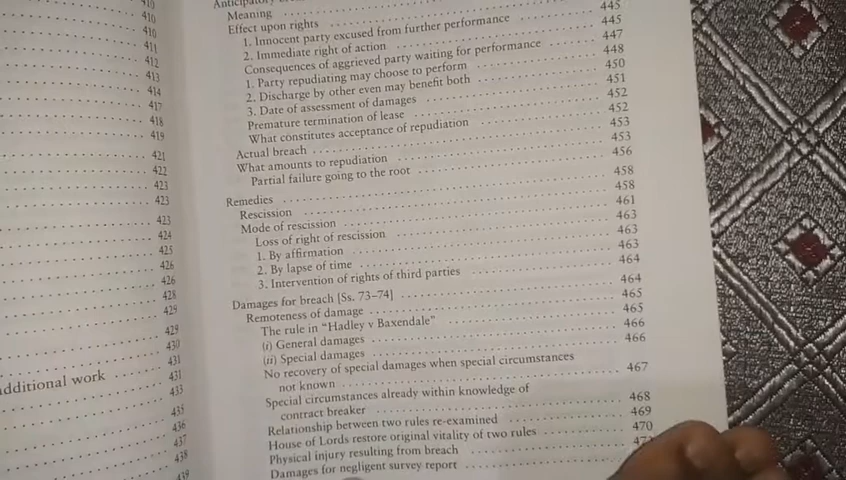 410
410
411
412
413
414
417
418
419
421
422
423
423
423
424
425
426
426
428
429
429
430
431
additional work 431
433
435
436
437
438
439
Meaning
Effect upon rights
1. Innocent party excused from further performance 445
2. Immediate right of action 445
Consequences of aggrieved party waiting for performance 447
1. Party repudiating may choose to perform 448
2. Discharge by other even may benefit both 450
3. Date of assessment of damages 451
Premature termination of lease 452
What constitutes acceptance of repudiation 452
Actual breach 453
What amounts to repudiation 453
Partial failure going to the root 456
Remedies 458
Rescission 458
Mode of rescission 461
Loss of right of rescission 463
1. By affirmation 463
2. By lapse of time 463
3. Intervention of rights of third parties 464
Damages for breach [Ss. 73–74] 464
Remoteness of damage 465
The rule in “Hadley v Baxendale” 465
(i) General damages 466
(ii) Special damages 466
No recovery of special damages when special circumstances
not known 467
Special circumstances already within knowledge of
contract breaker 468
Relationship between two rules re-examined 469
House of Lords restore original vitality of two rules 470
Physical injury resulting from breach
Damages for negligent survey report